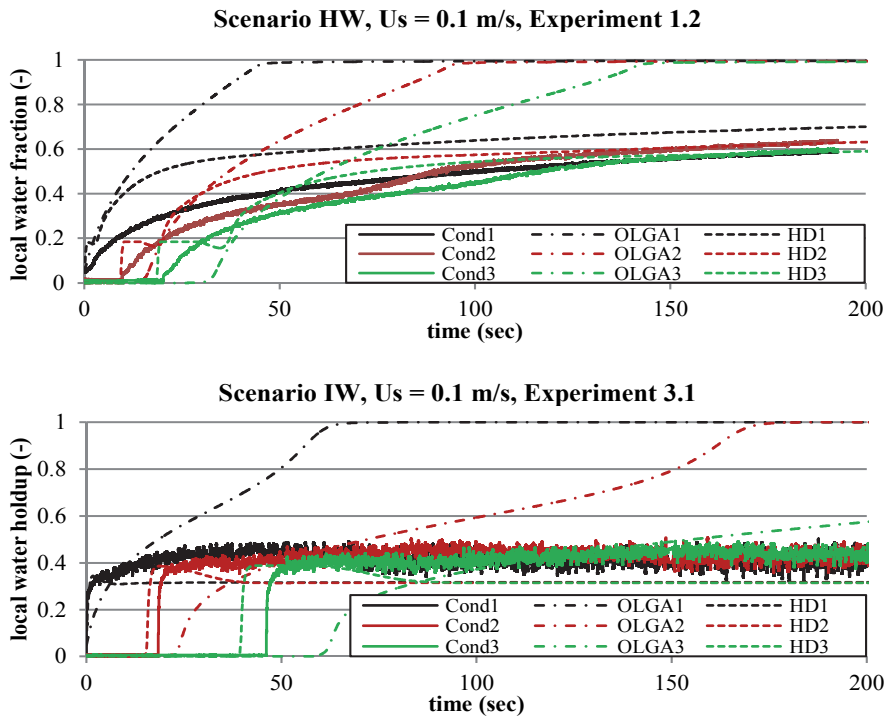 Scenario HW, Us = 0.1 m/s, Experiment 1.2
local water fraction (-)
1
0.8
0.6
0.4
0.2
0
Cond1 OLGA1 HD1
Cond2 OLGA2 HD2
Cond3 OLGA3 HD3
0 50 100 150 200
time (sec)
Scenario IW, Us = 0.1 m/s, Experiment 3.1
local water holdup (-)
1
0.8
0.6
0.4
0.2
0
Cond1 OLGA1 HD1
Cond2 OLGA2 HD2
Cond3 OLGA3 HD3
0 50 100 150 200
time (sec)